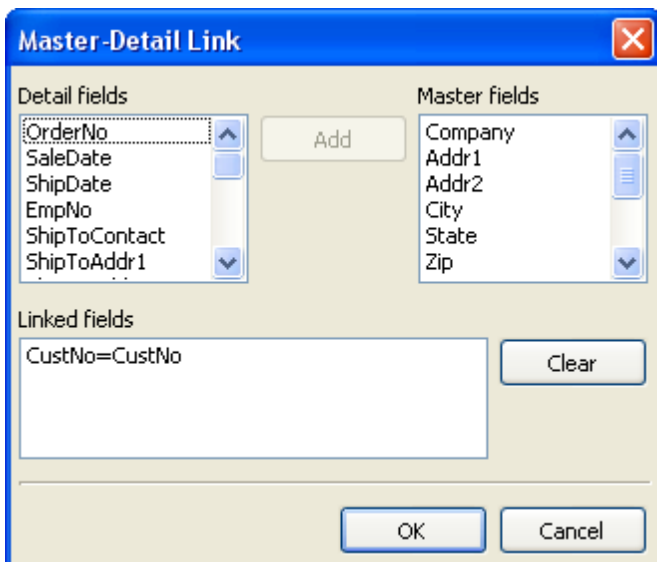 Master-Detail Link
Detail fields
Master fields
OrderNo
SaleDate
ShipDate
EmpNo
ShipToContact
ShipToAddr1
Add
Company
Addr1
Addr2
City
State
Zip
Linked fields
CustNo=CustNo
Clear
OK
Cancel